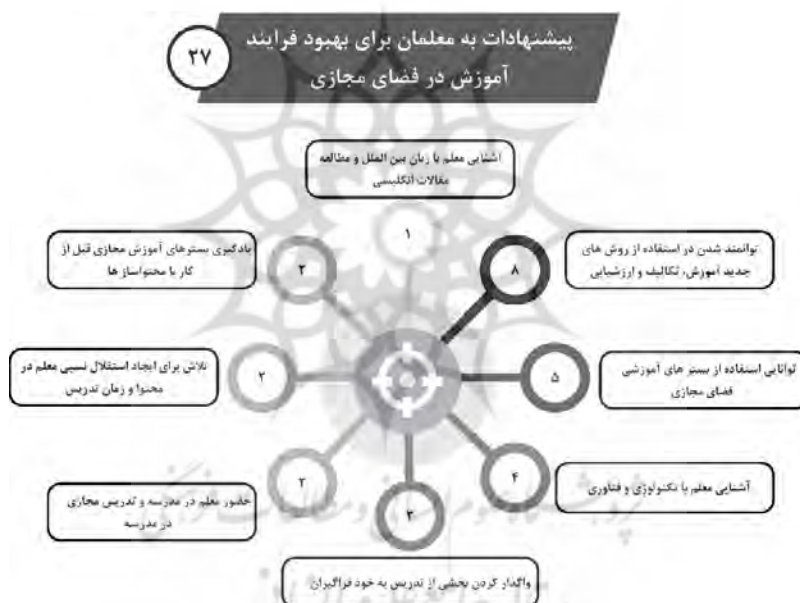 پیشنهادات به معلمان برای بهبود فرایند
آموزش در فضای مجازی
۲۷
آشنایی معلم با زبان بین الملل و مطالعه
مقالات انگلیسی
۱
توانمند شدن در استفاده از روش های
جدید آموزش، تکالیف و ارزشیابی
۸
توانایی استفاده از بستر های آموزشی
فضای مجازی
۵
آشنایی معلم با تکنولوژی و فناوری
۴
واگذار کردن بخشی از تدریس به خود فراگیران
۳
حضور معلم در مدرسه و تدریس مجازی
در مدرسه
۲
تلاش برای ایجاد استقلال نسبی معلم در
محتوا و زمان تدریس
۲
یادگیری بسترهای آموزش مجازی قبل از
کار با محتواساز ها
۲